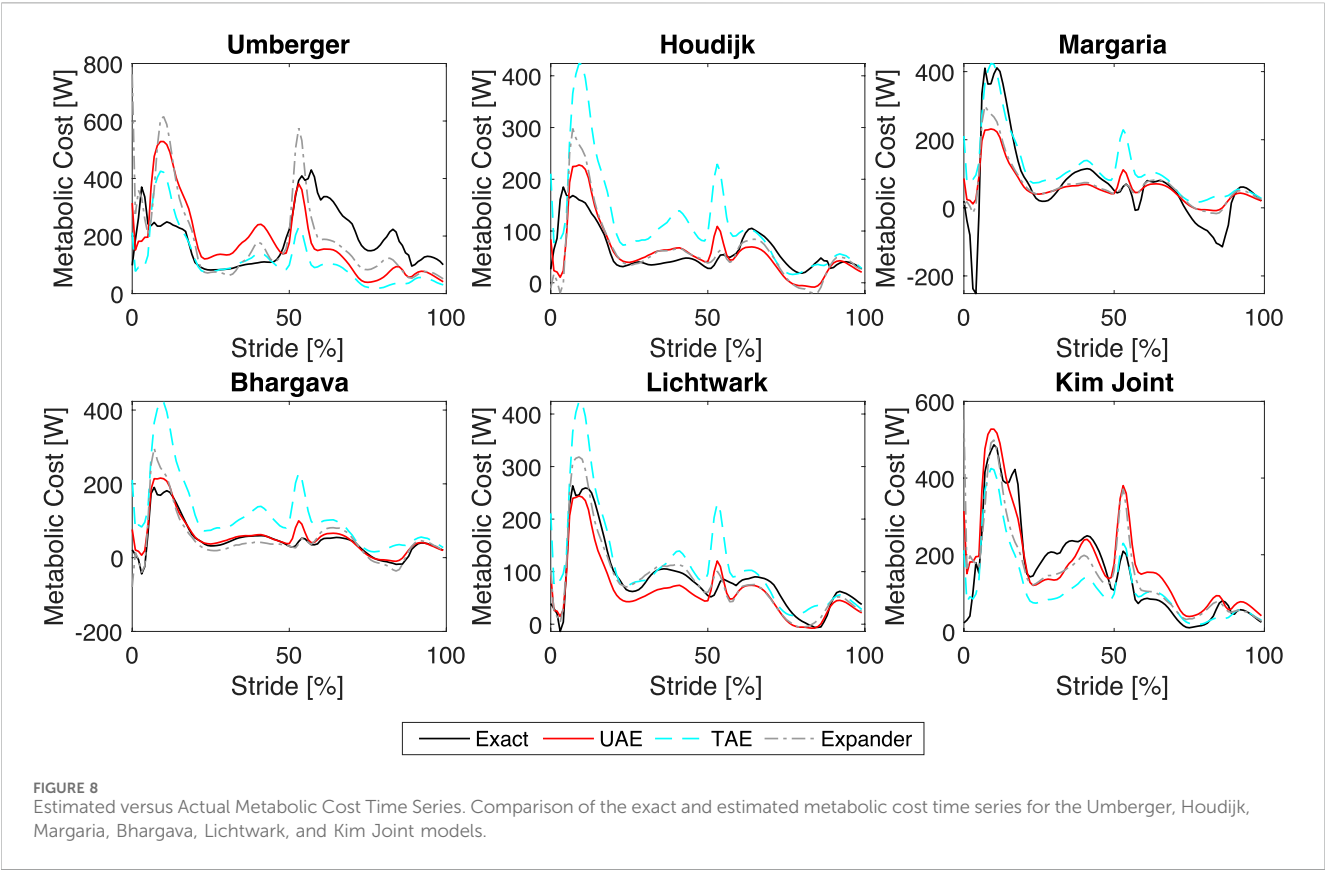 Umberger
Houdijk
Margaria
800
600
400
200
0
Metabolic Cost [W]
0
50
100
Stride [%]
400
300
200
100
0
Metabolic Cost [W]
0
50
100
Stride [%]
400
200
0
-200
Metabolic Cost [W]
0
50
100
Stride [%]
Bhargava
Lichtwark
Kim Joint
400
200
0
-200
Metabolic Cost [W]
0
50
100
Stride [%]
400
300
200
100
0
Metabolic Cost [W]
0
50
100
Stride [%]
600
400
200
0
Metabolic Cost [W]
0
50
100
Stride [%]
Exact UAE TAE Expander
FIGURE 8
Estimated versus Actual Metabolic Cost Time Series. Comparison of the exact and estimated metabolic cost time series for the Umberger, Houdijk,
Margaria, Bhargava, Lichtwark, and Kim Joint models.